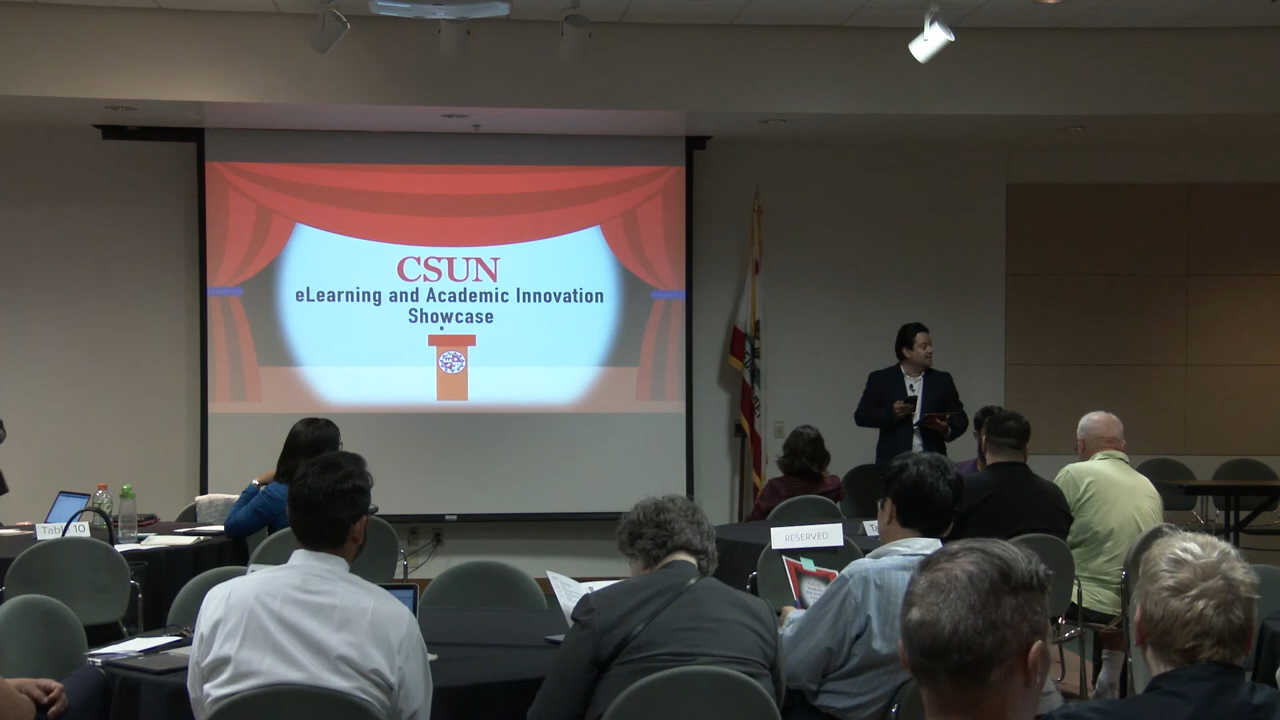 CSUN
eLearning and Academic Innovation
Showcase
Table 10
RESERVED